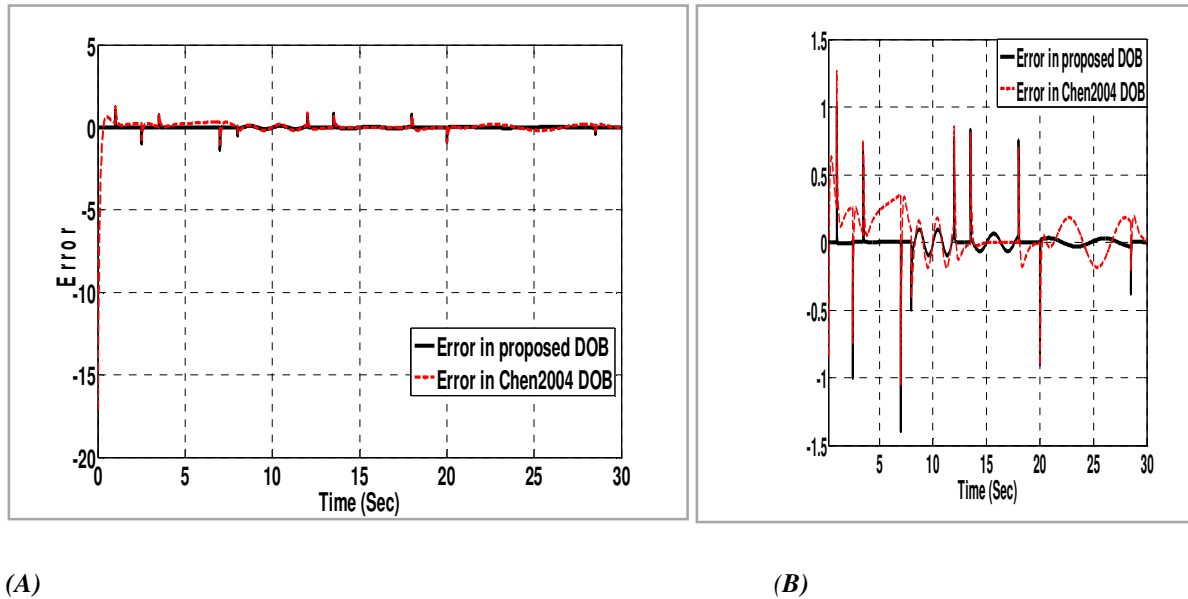 5
0
-5
-10
-15
-20
0 5 10 15 20 25 30
Error
Time (Sec)
Error in proposed DOB
Error in Chen2004 DOB
1.5
1
0.5
0
-0.5
-1
-1.5
5 10 15 20 25 30
Time (Sec)
Error in proposed DOB
Error in Chen2004 DOB
(A) (B)